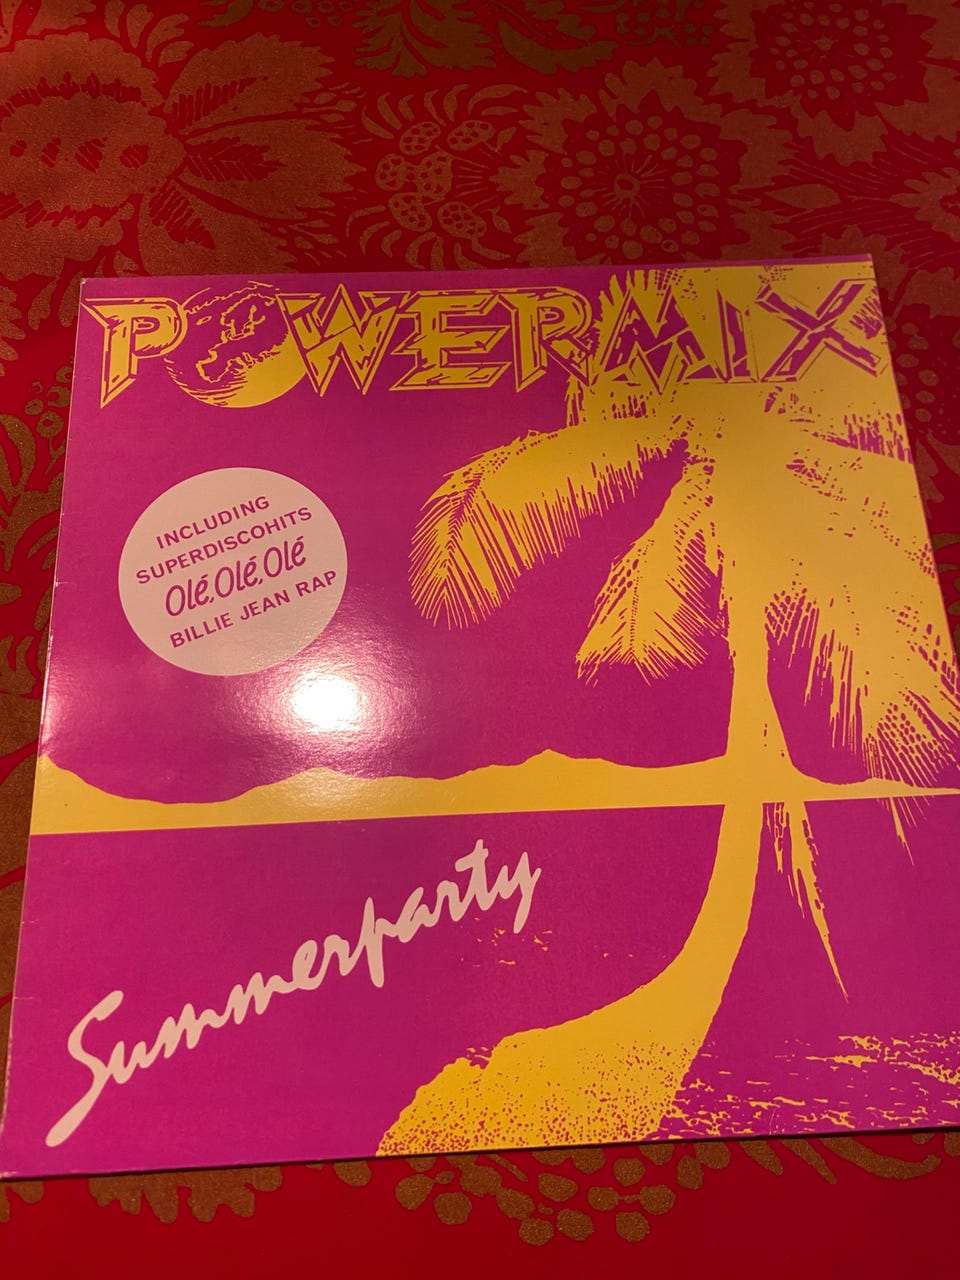 POWERMIX
INCLUDING
SUPERDISCOHITS
Olé, Olé, Olé
BILLIE JEAN RAP
Summerparty